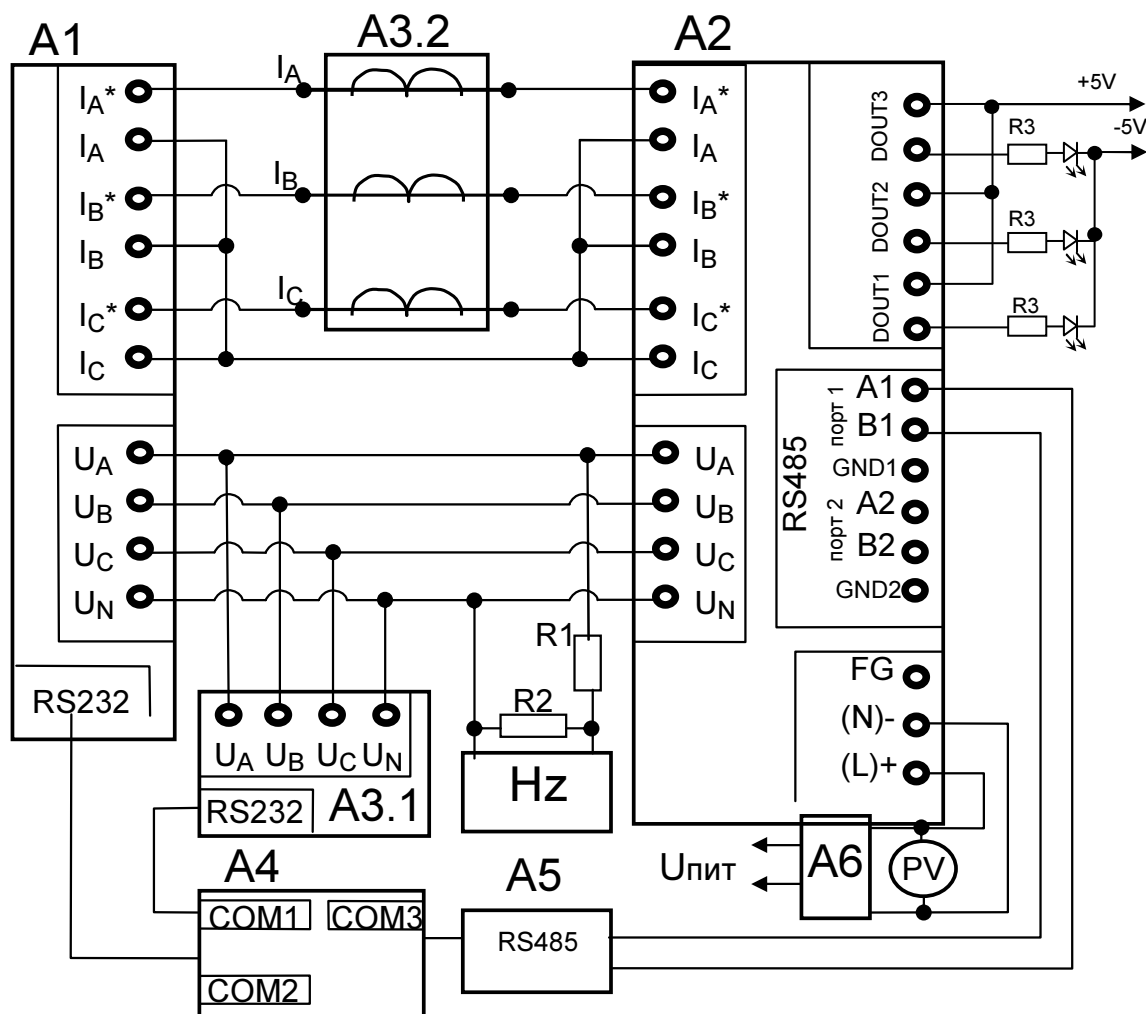 A1
A3.2
A2
IA*
IA
IB*
IB
IC*
IC
IA
IB
IC
IA*
IA
IB*
IB
IC*
IC
DOUT3
DOUT2
DOUT1
+5V
-5V
R3
R3
R3
UA
UB
UC
UN
UA
UB
UC
UN
RS485
порт 1
порт 2
A1
B1
GND1
A2
B2
GND2
R1
R2
Hz
FG
(N)-
(L)+
RS232
UA UB UC UN
RS232
A3.1
Uпит
A6
PV
A4
COM1
COM3
COM2
A5
RS485